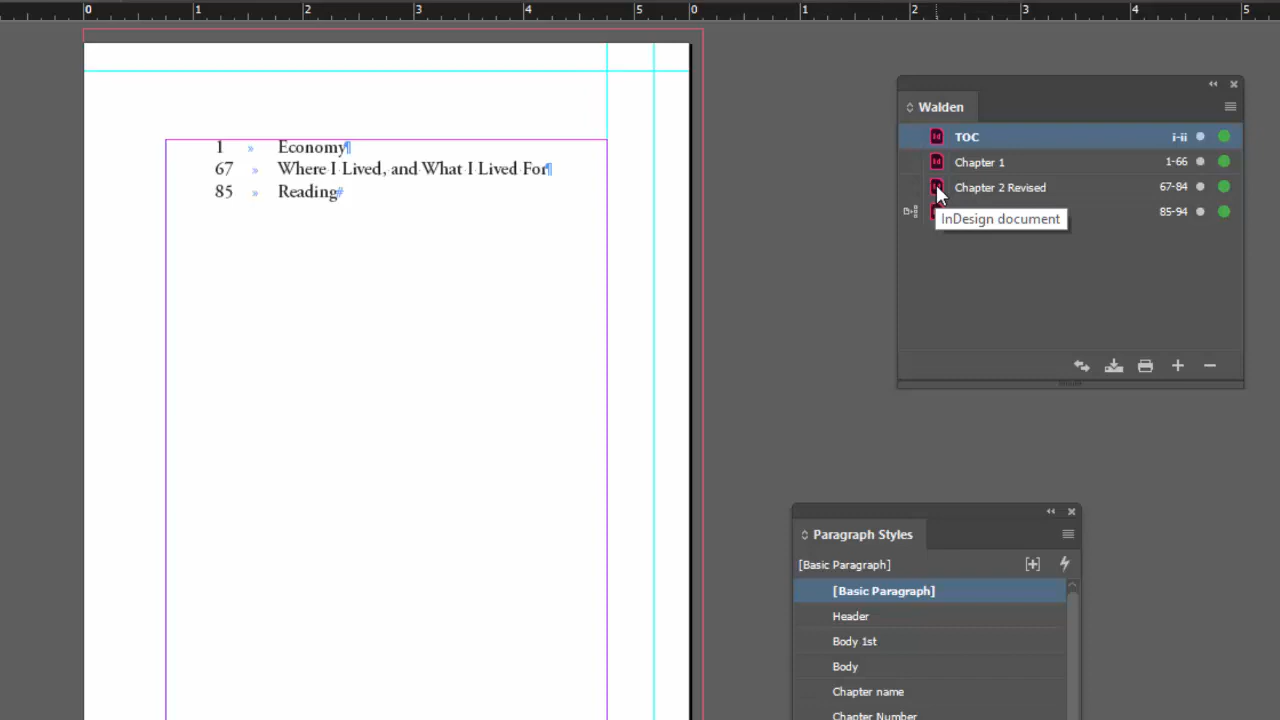 0 1 2 3 4 5 0 1 2 3 4 5
1 » Economy¶
67 » Where I Lived, and What I Lived For¶
85 » Reading#
Walden
TOC i-ii
Chapter 1 1-66
Chapter 2 Revised 67-84
85-94
InDesign document
Paragraph Styles
[Basic Paragraph]
[Basic Paragraph]
Header
Body 1st
Body
Chapter name
Chapter Number